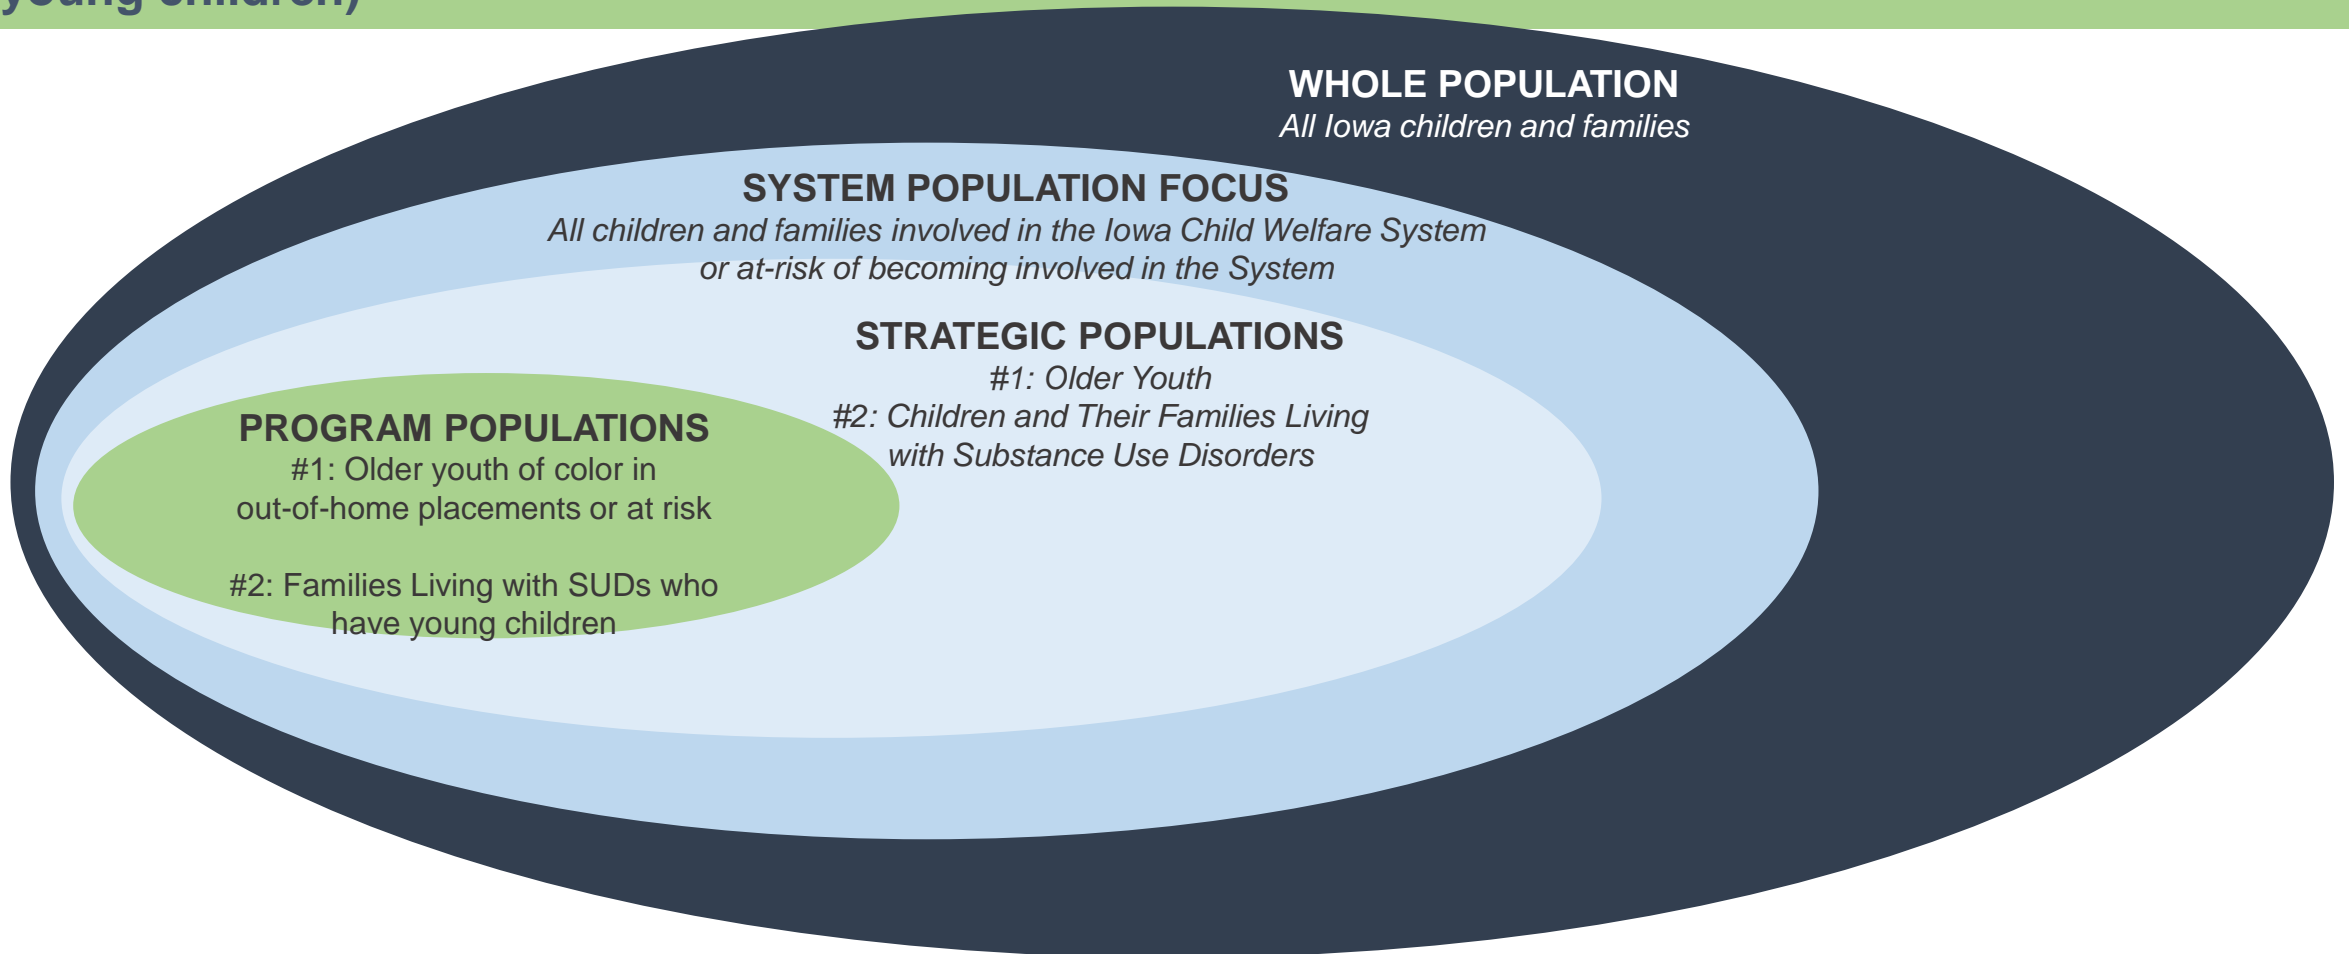 young children)
WHOLE POPULATION
All Iowa children and families
SYSTEM POPULATION FOCUS
All children and families involved in the Iowa Child Welfare System
or at-risk of becoming involved in the System
STRATEGIC POPULATIONS
#1: Older Youth
#2: Children and Their Families Living
with Substance Use Disorders
PROGRAM POPULATIONS
#1: Older youth of color in
out-of-home placements or at risk
#2: Families Living with SUDs who
have young children